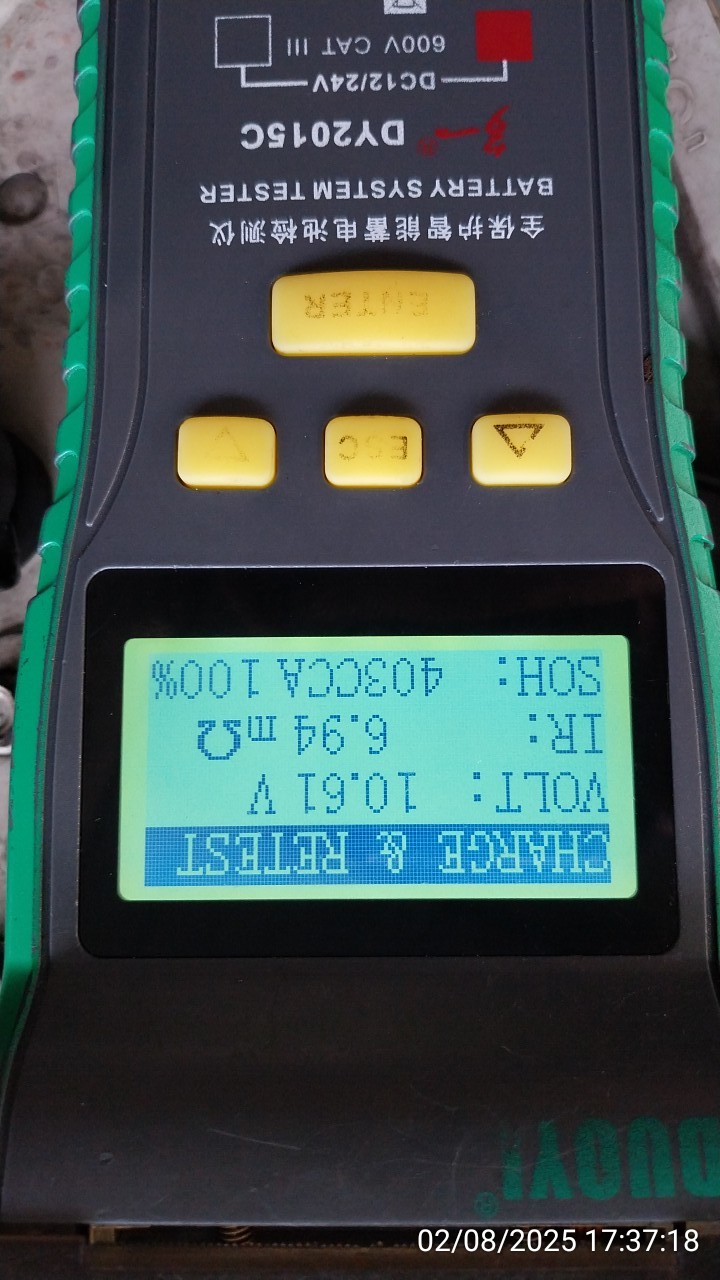 DUOYI®
CHARGE & RETEST
VOLT: 10.61 V
IR: 6.94 mΩ
SOH: 403CCA 100%
ESC
ENTER
全保护智能蓄电池检测仪
BATTERY SYSTEM TESTER
DY2015C
DC12/24V
600V CAT III
02/08/2025 17:37:18